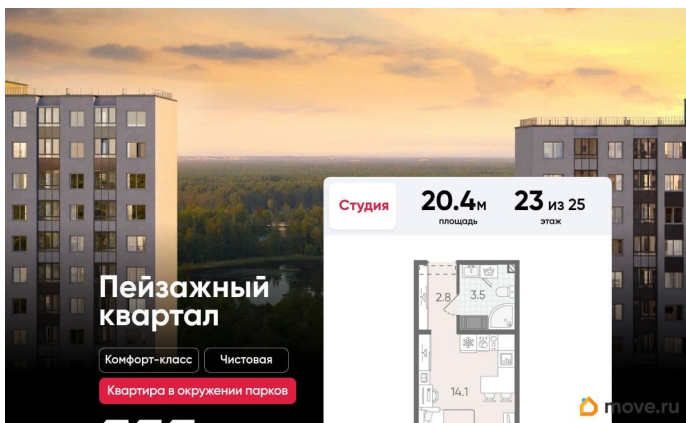 Студия
20.4м
площадь
23 из 25
этаж
2.8
3.5
14.1
Пейзажный
квартал
Комфорт-класс
Чистовая
Квартира в окружении парков
move.ru